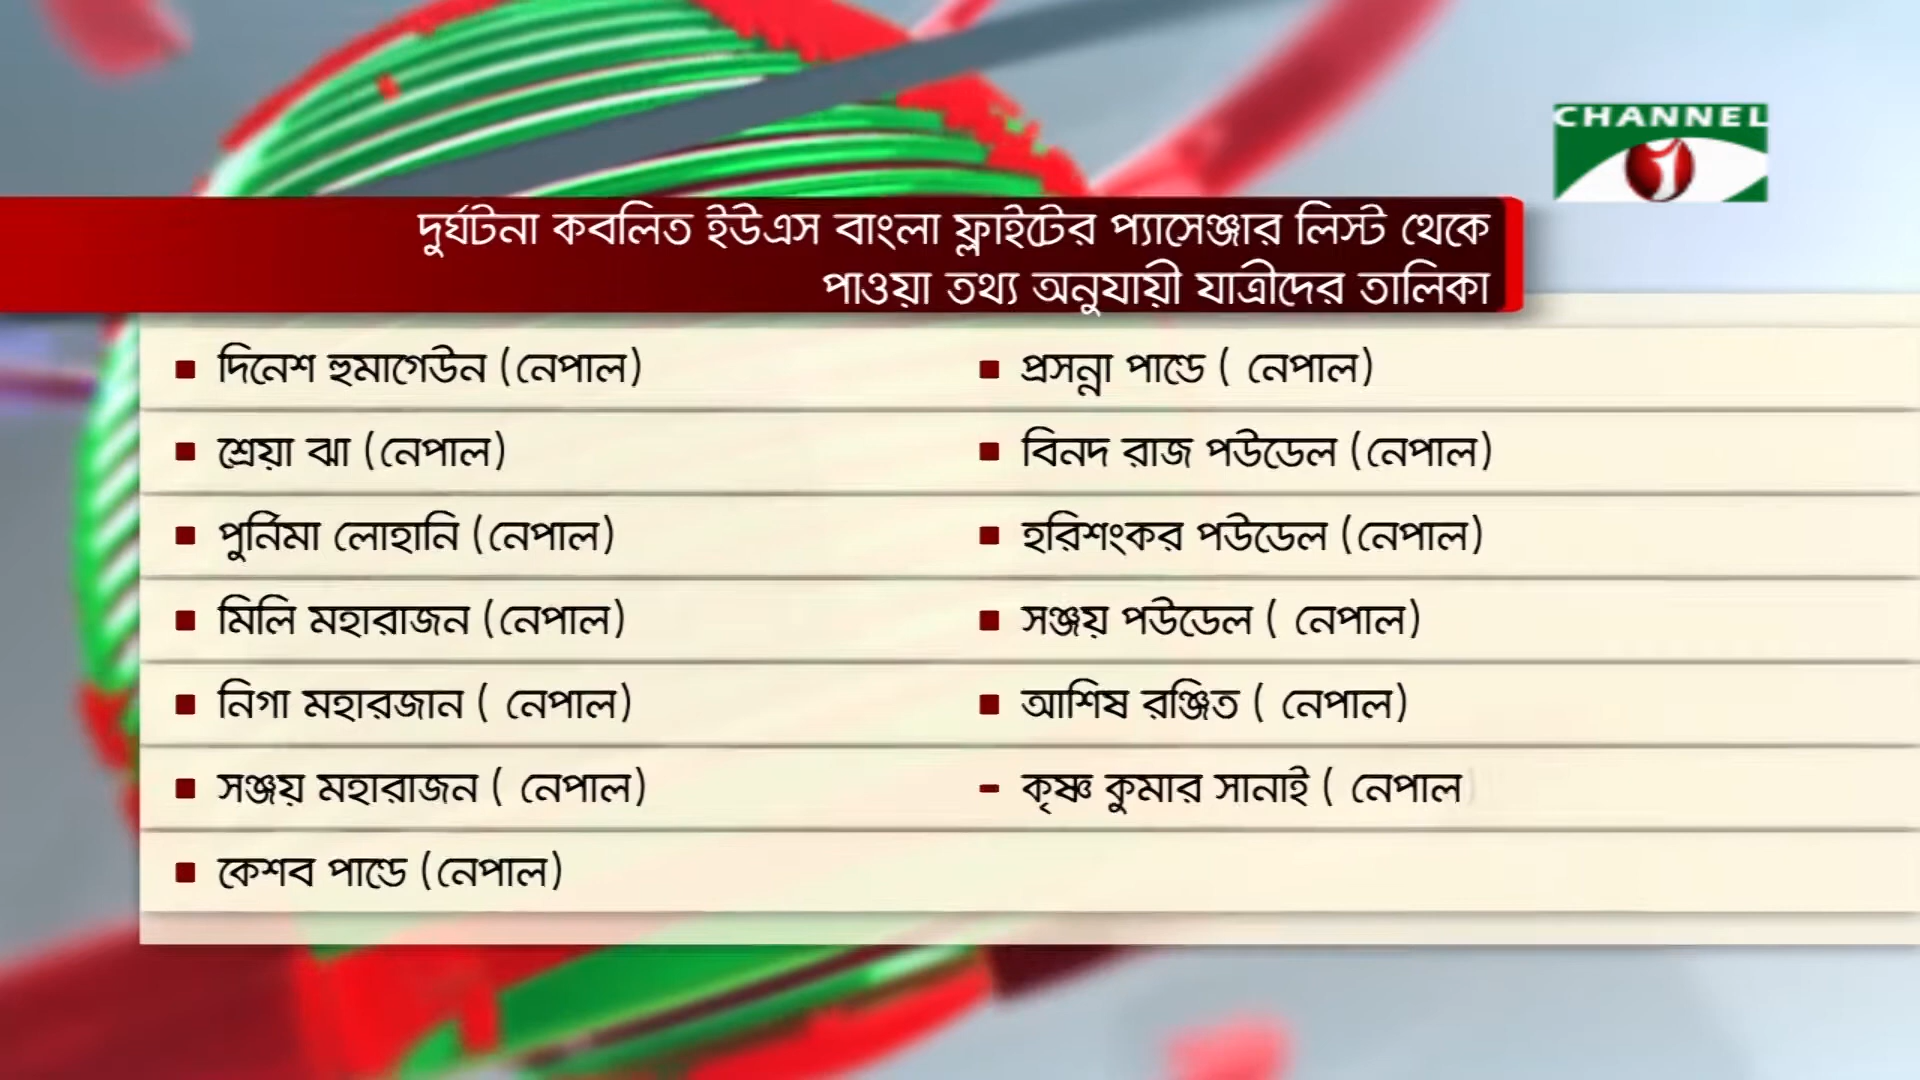 CHANNEL
দুর্ঘটনা কবলিত ইউএস বাংলা ফ্লাইটের প্যাসেঞ্জার লিস্ট থেকে
পাওয়া তথ্য অনুযায়ী যাত্রীদের তালিকা
দিনেশ হুমাগেউন (নেপাল)
শ্রেয়া ঝা (নেপাল)
পুর্নিমা লোহানি (নেপাল)
মিলি মহারাজন (নেপাল)
নিগা মহারজান ( নেপাল)
সঞ্জয় মহারাজন ( নেপাল)
কেশব পান্ডে (নেপাল)
প্রসন্না পান্ডে ( নেপাল)
বিনদ রাজ পউডেল (নেপাল)
হরিশংকর পউডেল (নেপাল)
সঞ্জয় পউডেল ( নেপাল)
আশিষ রঞ্জিত ( নেপাল)
কৃষ্ণ কুমার সানাই ( নেপাল)